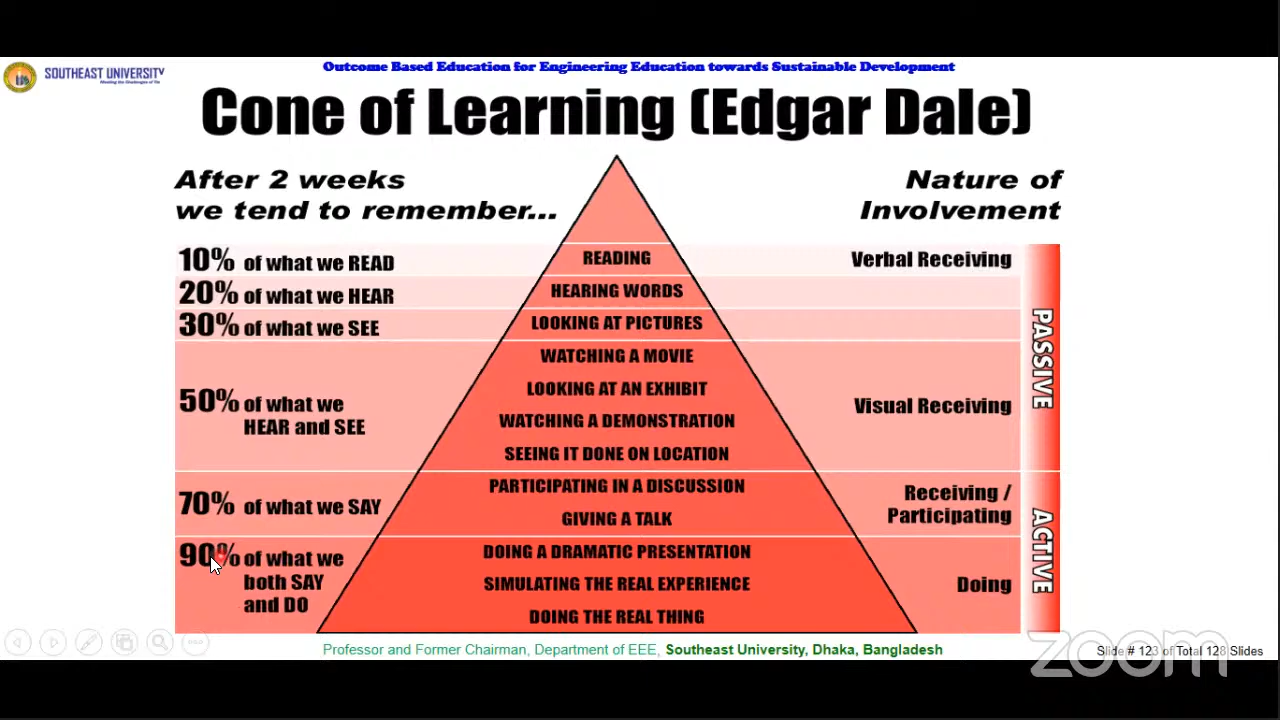 SOUTHEAST UNIVERSITY
Outcome Based Education for Engineering Education towards Sustainable Development
Cone of Learning (Edgar Dale)
After 2 weeks
we tend to remember...
Nature of
Involvement
10% of what we READ
READING
Verbal Receiving
20% of what we HEAR
HEARING WORDS
30% of what we SEE
LOOKING AT PICTURES
50% of what we
HEAR and SEE
WATCHING A MOVIE
LOOKING AT AN EXHIBIT
WATCHING A DEMONSTRATION
SEEING IT DONE ON LOCATION
Visual Receiving
PASSIVE
70% of what we SAY
PARTICIPATING IN A DISCUSSION
GIVING A TALK
Receiving /
Participating
90% of what we
both SAY
and DO
DOING A DRAMATIC PRESENTATION
SIMULATING THE REAL EXPERIENCE
DOING THE REAL THING
Doing
ACTIVE
Professor and Former Chairman, Department of EEE, Southeast University, Dhaka, Bangladesh
Slide # 123 of Total 128 Slides
zoom